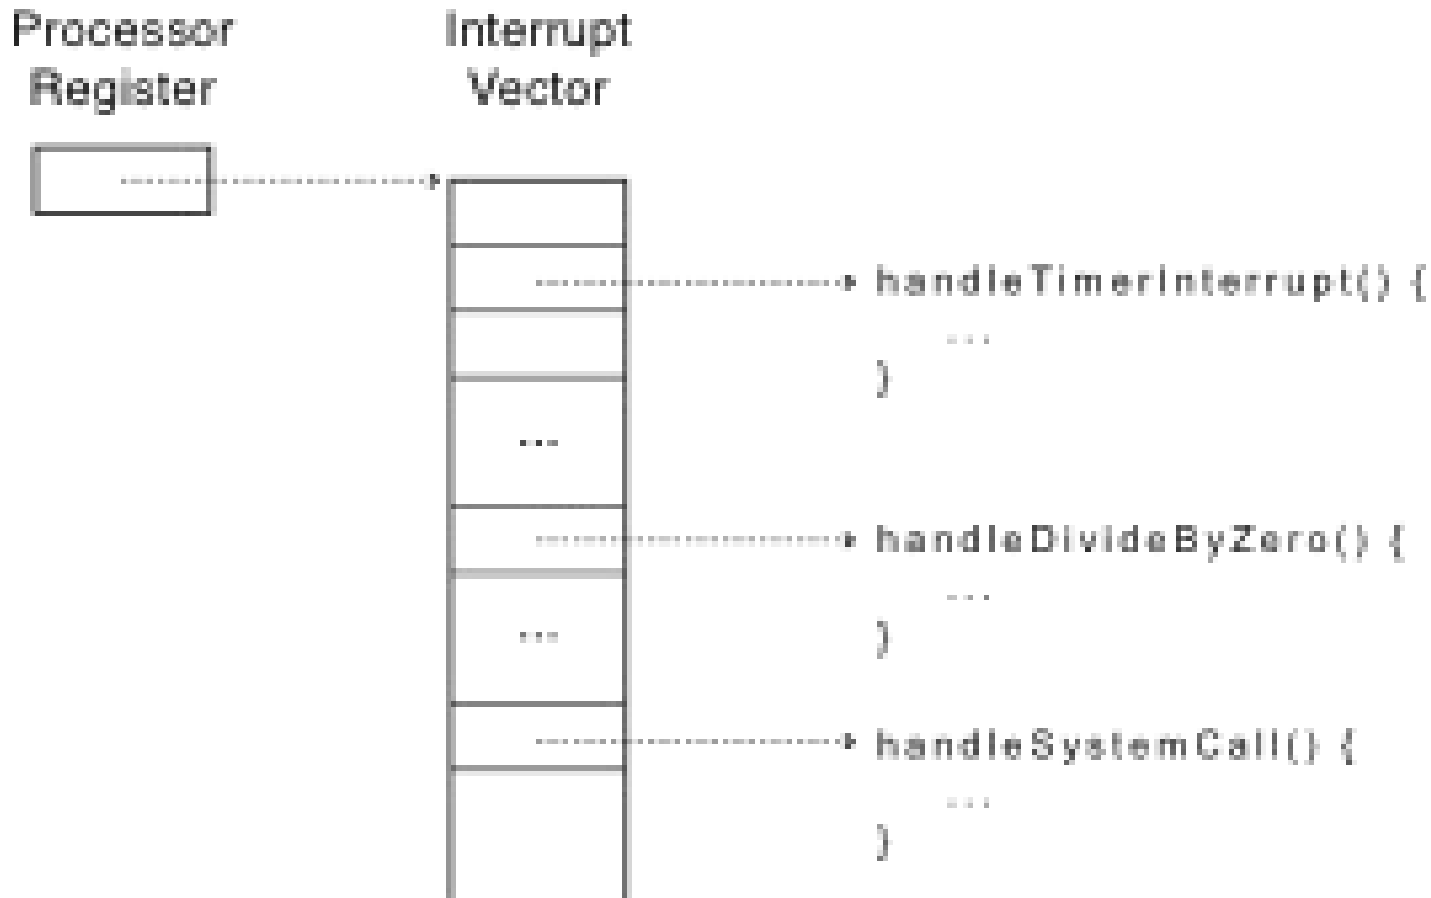 Processor
Register
Interrupt
Vector
handleTimerInterrupt() {
...
}
...
handleDivideByZero() {
...
}
...
handleSystemCall() {
...
}